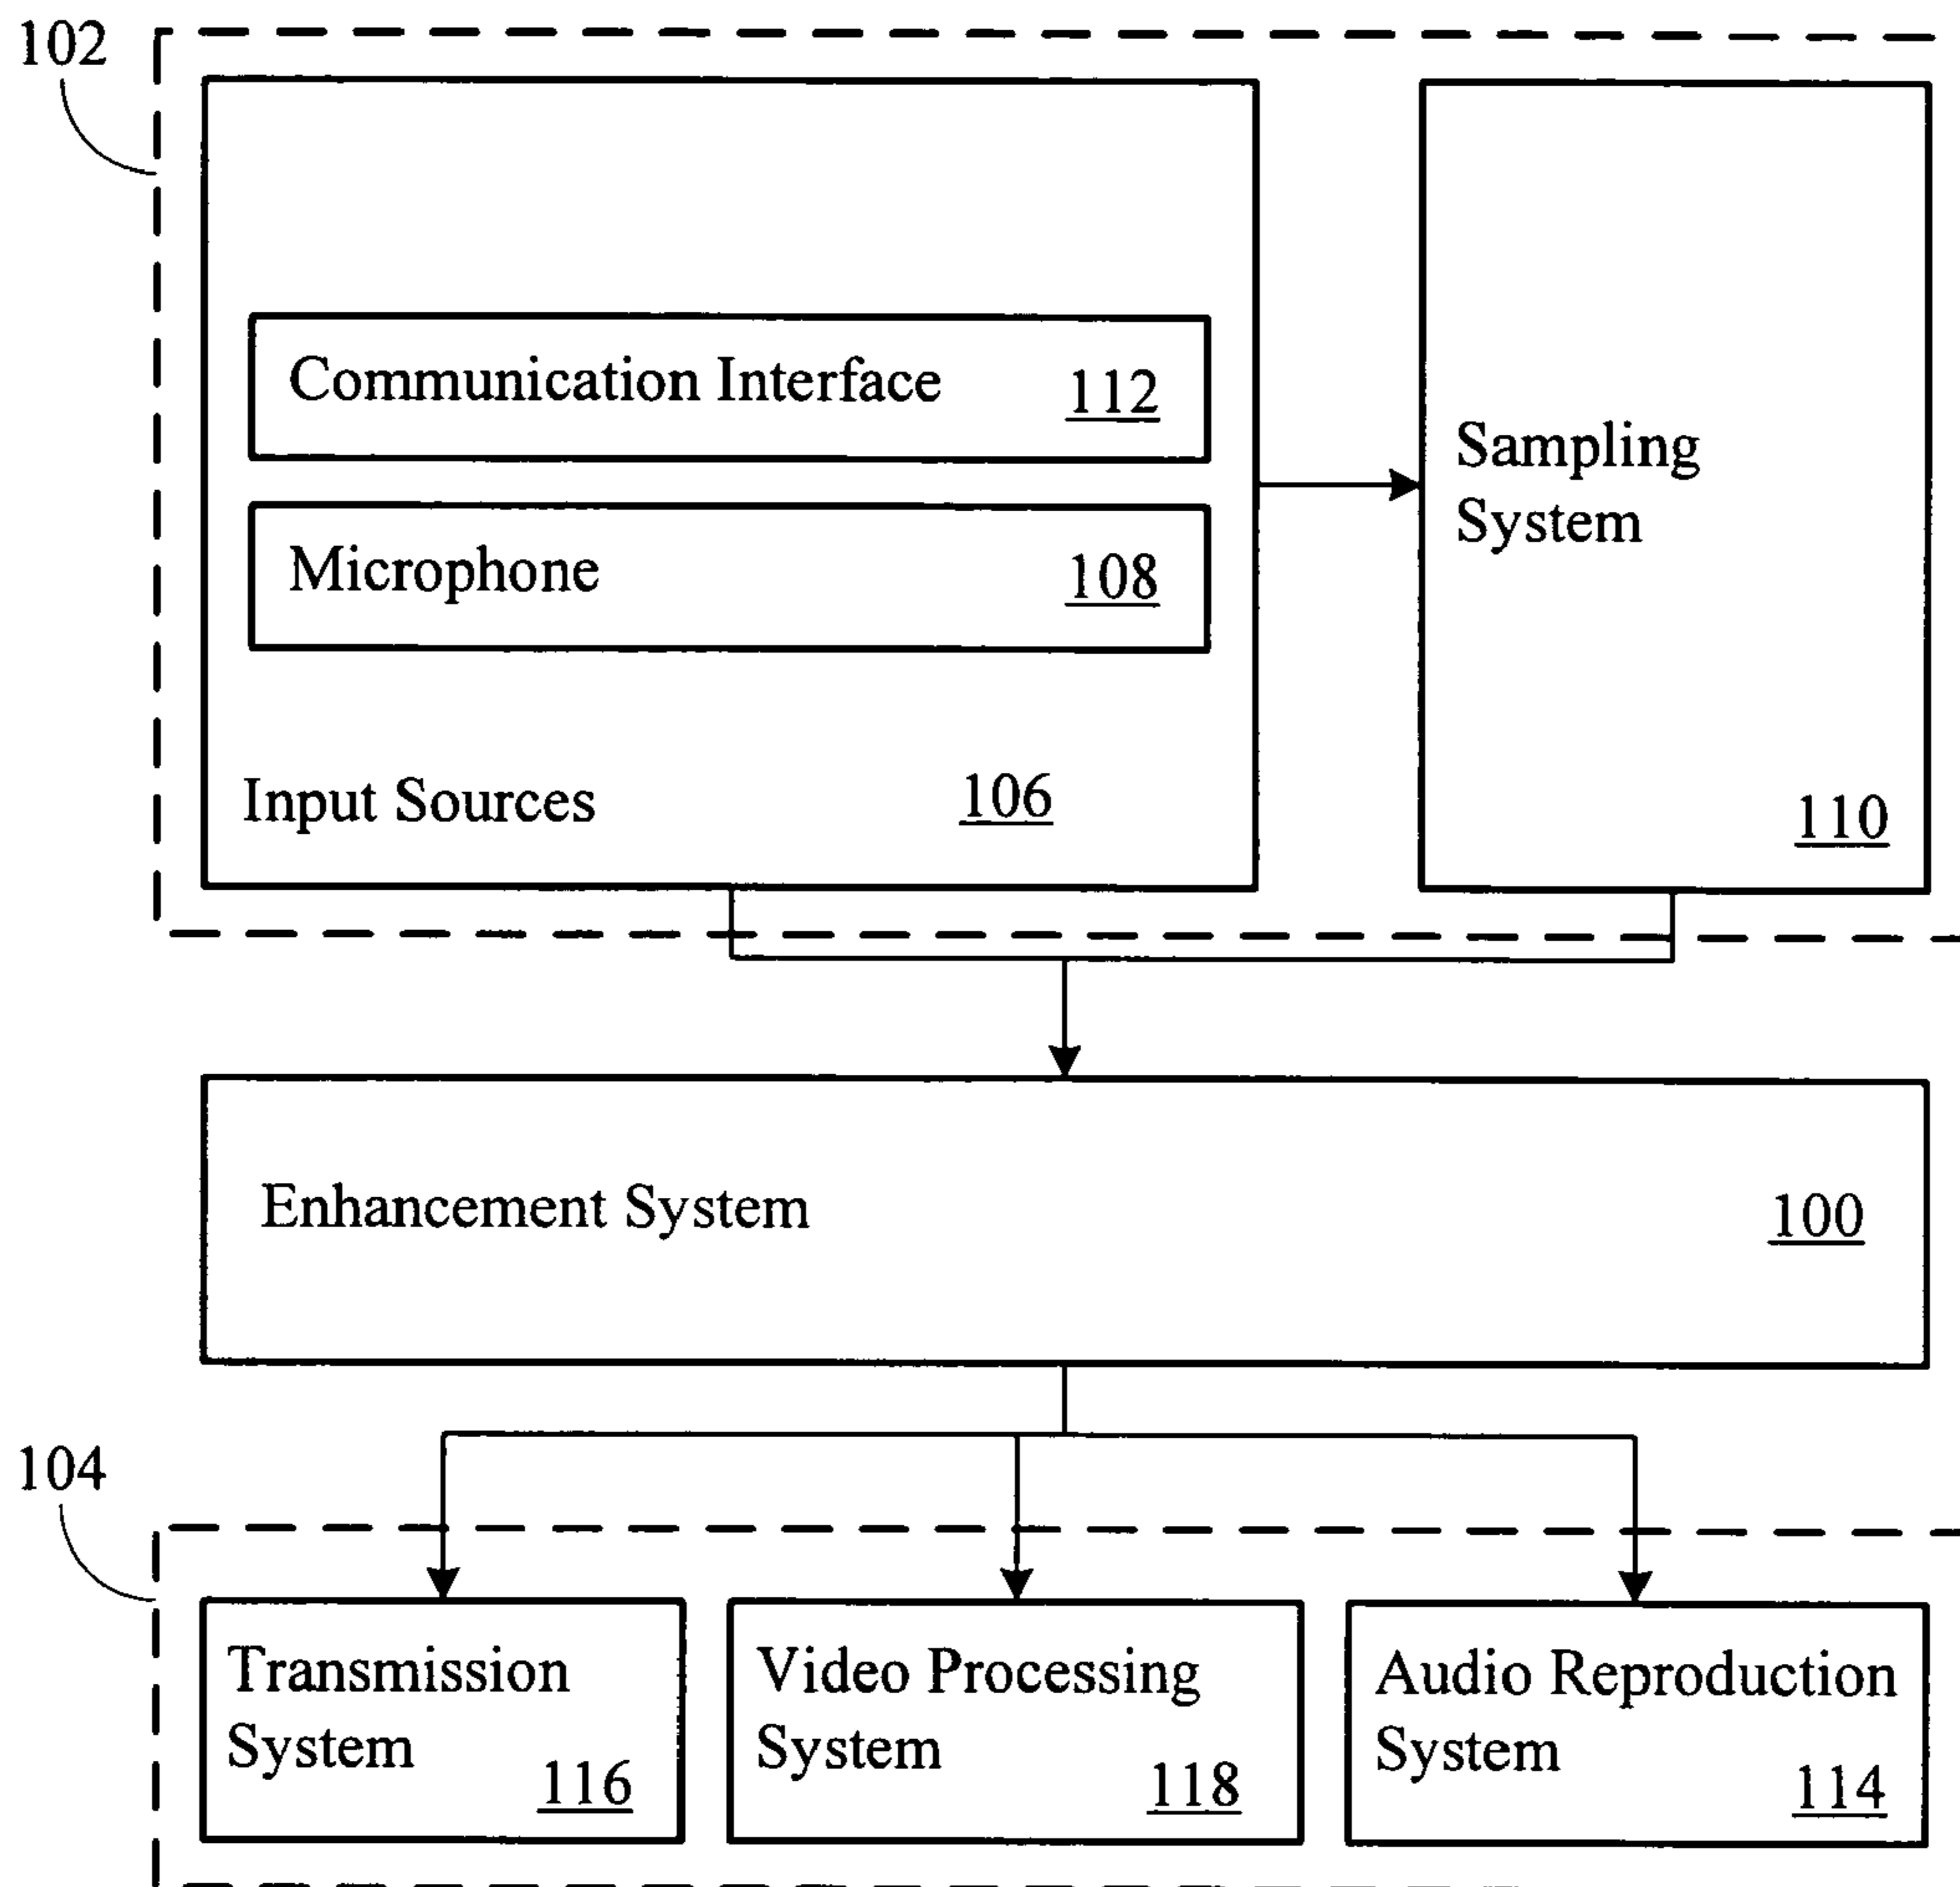 102
Communication Interface 112
Microphone 108
Input Sources 106
Sampling
System
110
Enhancement System 100
104
Transmission
System
116
Video Processing
System
118
Audio Reproduction
System
114